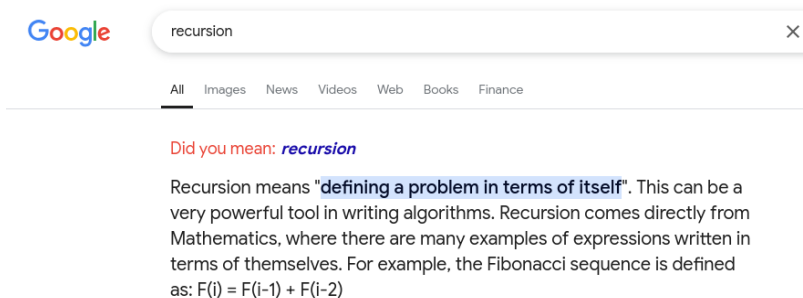 Google recursion
All Images News Videos Web Books Finance
Did you mean: recursion
Recursion means "defining a problem in terms of itself". This can be a
very powerful tool in writing algorithms. Recursion comes directly from
Mathematics, where there are many examples of expressions written in
terms of themselves. For example, the Fibonacci sequence is defined
as: F(i) = F(i-1) + F(i-2)